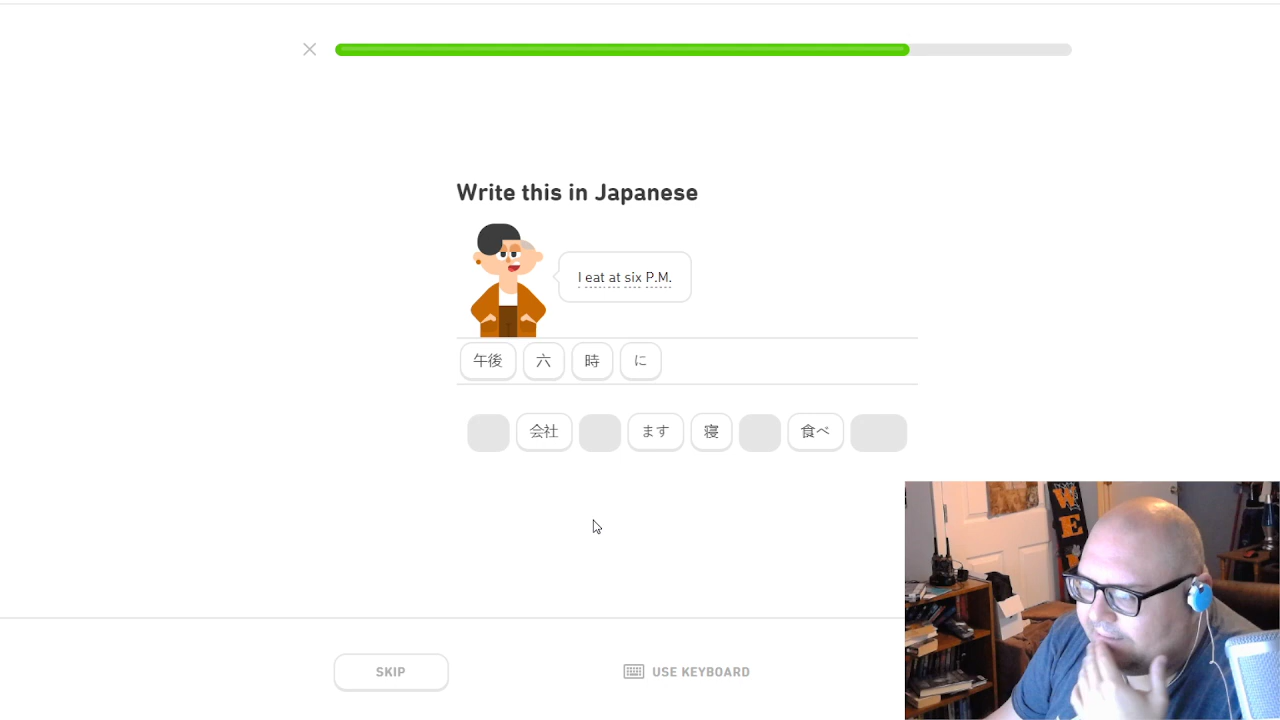 Write this in Japanese
I eat at six P.M.
午後 六 時 に
会社 ます 寝 食べ
W
E
SKIP USE KEYBOARD